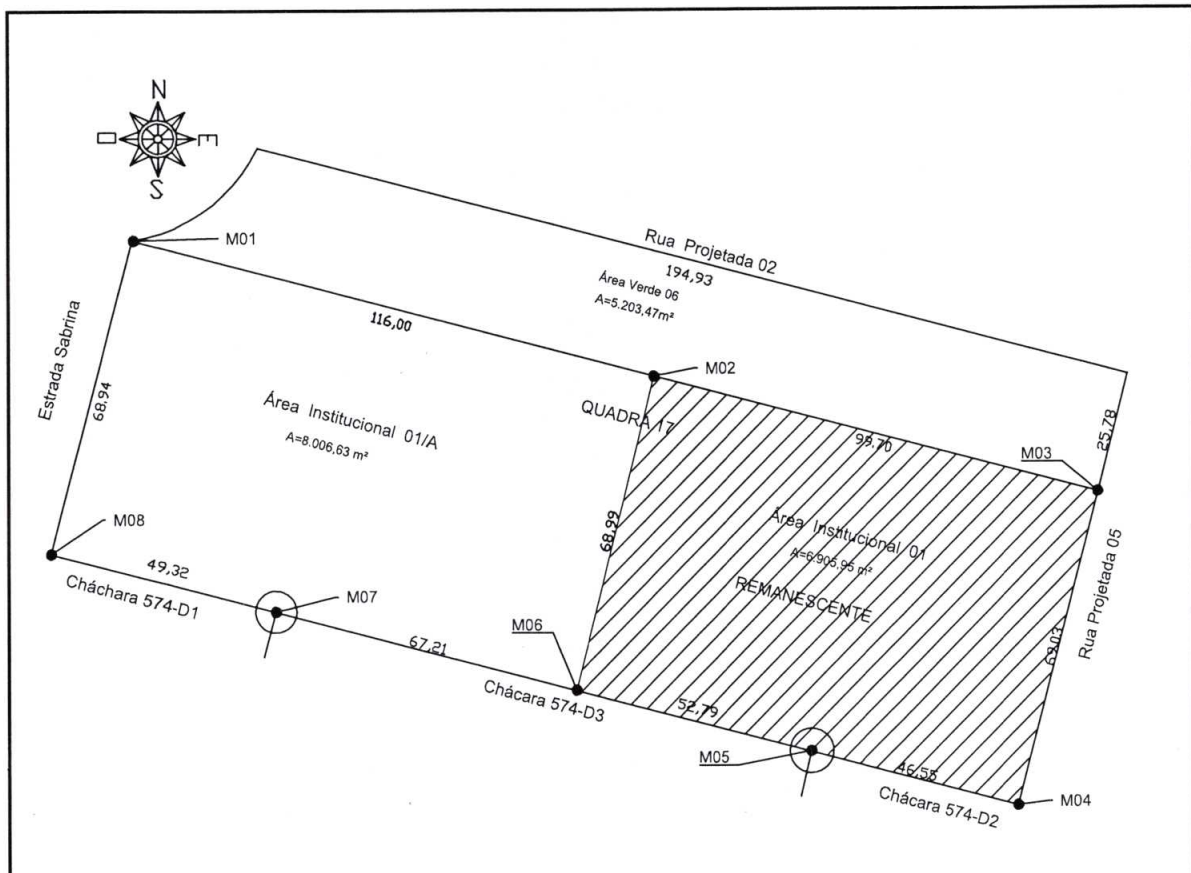 N
O
E
S
M01
Rua Projetada 02
194,93
Área Verde 06
A=5.203,47m²
116,00
M02
Estrada Sabrina
68.94
Área Institucional 01/A
A=8.006,63 m²
QUADRA 17
99,70
25,78
M03
M08
68,99
Área Institucional 01
A=6.905,95 m²
REMANESCENTE
Rua Projetada 05
69,03
49,32
Cháchara 574-D1
M07
67,21
M06
Chácara 574-D3
52,79
M05
46,55
Chácara 574-D2
M04